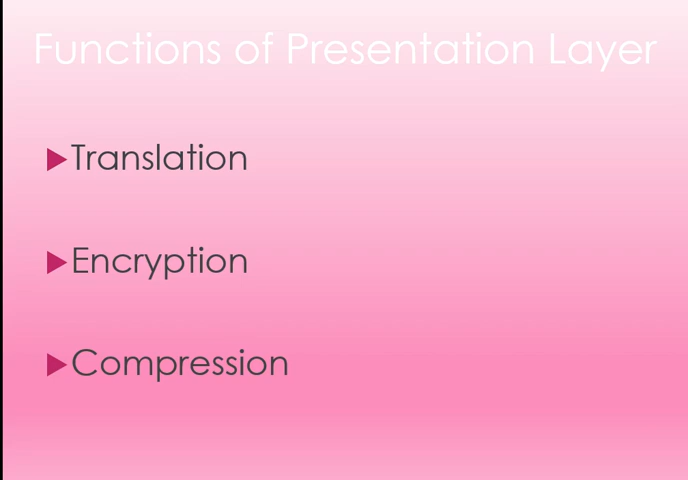 Functions of Presentation Layer
Translation
Encryption
Compression